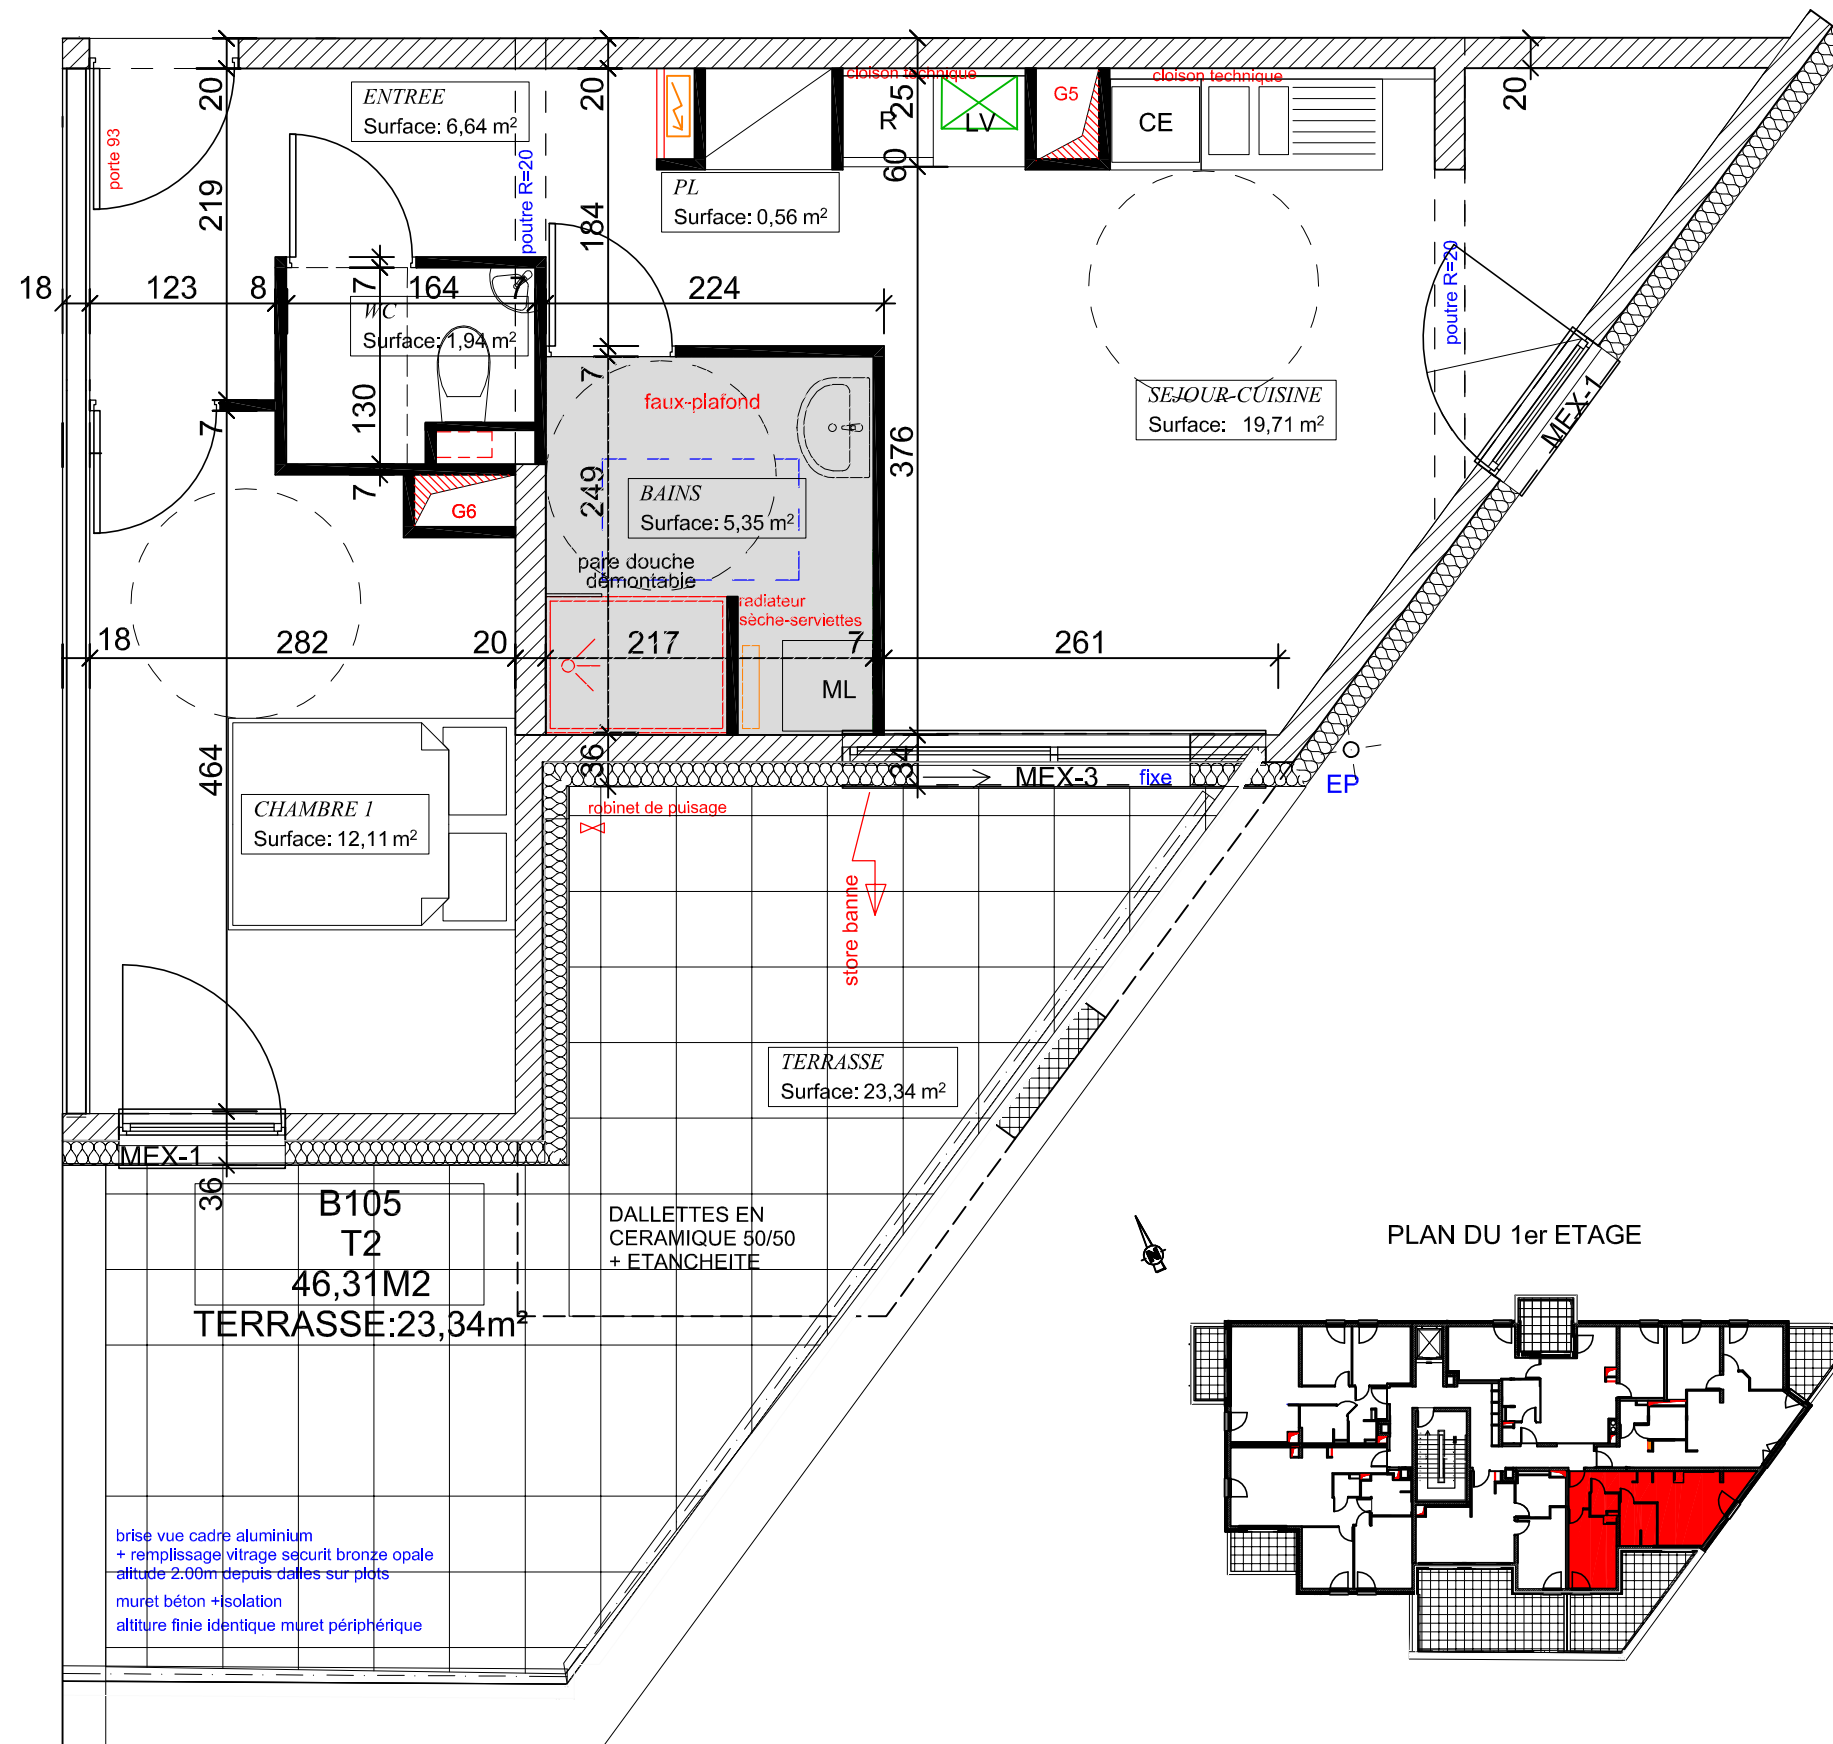 20
20
25
20
cloison technique
cloison technique
ENTREE
Surface: 6,64 m²
porte 93
G5
R
LV
CE
60
219
184
poutre R=20
PL
Surface: 0,56 m²
poutre R=20
18
123
8
7
164
7
224
WC
Surface: 1,94 m²
7
faux-plafond
SEJOUR-CUISINE
Surface: 19,71 m²
MEX-1
130
7
376
249
7
G6
BAINS
Surface: 5,35 m²
pare douche
démontable
radiateur
sèche-serviettes
18
282
20
217
7
261
ML
464
36
34
MEX-3
fixe
EP
robinet de puisage
CHAMBRE 1
Surface: 12,11 m²
store banne
TERRASSE
Surface: 23,34 m²
MEX-1
36
B105
T2
46,31M2
TERRASSE:23,34m²
DALLETTES EN
CERAMIQUE 50/50
+ ETANCHEITE
N
PLAN DU 1er ETAGE
brise vue cadre aluminium
+ remplissage vitrage securit bronze opale
alitude 2.00m depuis dalles sur plots
muret béton +isolation
altiture finie identique muret périphérique